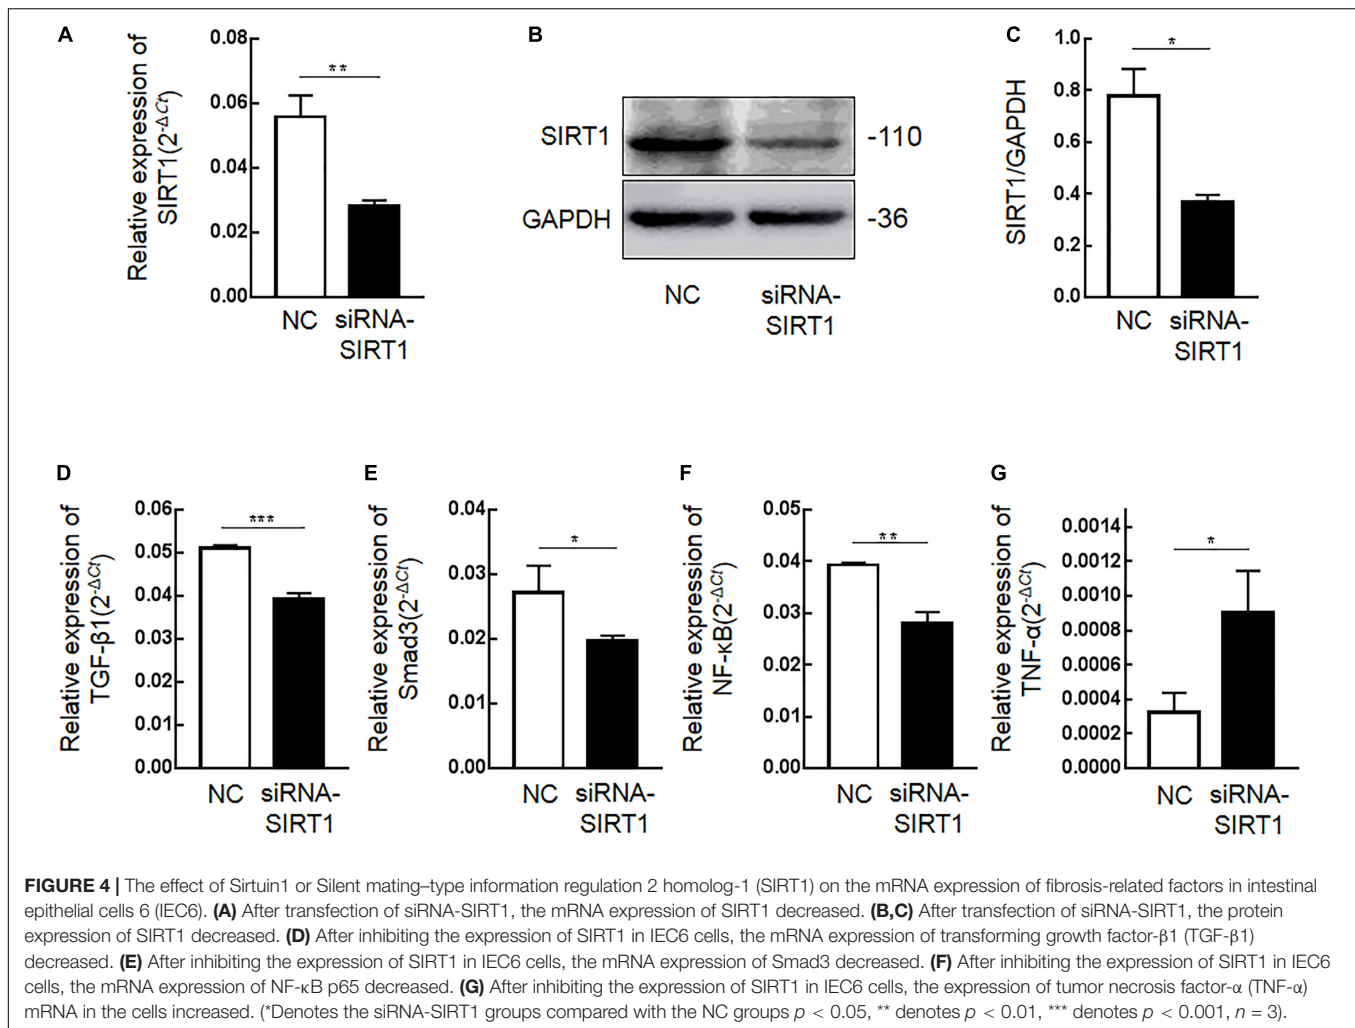 A
Relative expression of
SIRT1(2-ΔCt)
0.08
0.06
0.04
0.02
0.00
**
NC
siRNA-
SIRT1
B
SIRT1
-110
GAPDH
-36
NC
siRNA-
SIRT1
C
SIRT1/GAPDH
1.0
0.8
0.6
0.4
0.2
0.0
*
NC
siRNA-
SIRT1
D
Relative expression of
TGF-β1(2-ΔCt)
0.06
0.05
0.04
0.03
0.02
0.01
0.00
***
NC
siRNA-
SIRT1
E
Relative expression of
Smad3(2-ΔCt)
0.04
0.03
0.02
0.01
0.00
*
NC
siRNA-
SIRT1
F
Relative expression of
NF-κB(2-ΔCt)
0.05
0.04
0.03
0.02
0.01
0.00
**
NC
siRNA-
SIRT1
G
Relative expression of
TNF-α(2-ΔCt)
0.0014
0.0012
0.0010
0.0008
0.0006
0.0004
0.0002
0.0000
*
NC
siRNA-
SIRT1
FIGURE 4 | The effect of Sirtuin1 or Silent mating–type information regulation 2 homolog-1 (SIRT1) on the mRNA expression of fibrosis-related factors in intestinal
epithelial cells 6 (IEC6). (A) After transfection of siRNA-SIRT1, the mRNA expression of SIRT1 decreased. (B,C) After transfection of siRNA-SIRT1, the protein
expression of SIRT1 decreased. (D) After inhibiting the expression of SIRT1 in IEC6 cells, the mRNA expression of transforming growth factor-β1 (TGF-β1)
decreased. (E) After inhibiting the expression of SIRT1 in IEC6 cells, the mRNA expression of Smad3 decreased. (F) After inhibiting the expression of SIRT1 in IEC6
cells, the mRNA expression of NF-κB p65 decreased. (G) After inhibiting the expression of SIRT1 in IEC6 cells, the expression of tumor necrosis factor-α (TNF-α)
mRNA in the cells increased. (*Denotes the siRNA-SIRT1 groups compared with the NC groups p < 0.05, ** denotes p < 0.01, *** denotes p < 0.001, n = 3).